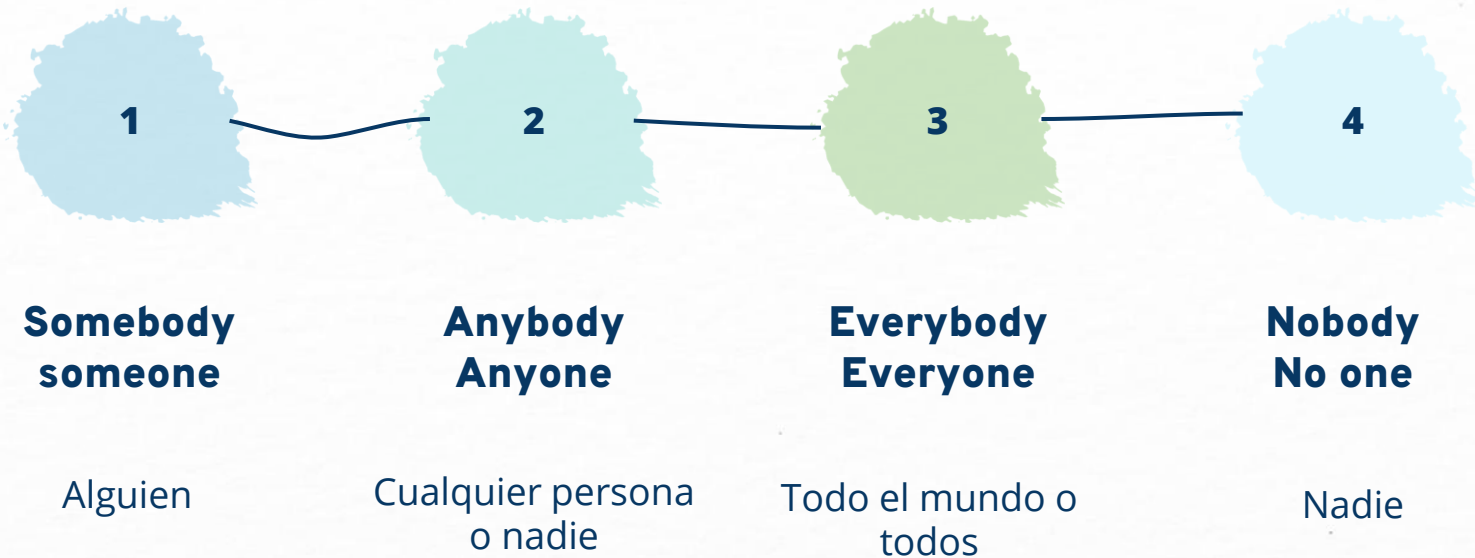 1
2
3
4
Somebody
someone
Anybody
Anyone
Everybody
Everyone
Nobody
No one
Alguien
Cualquier persona
o nadie
Todo el mundo o
todos
Nadie